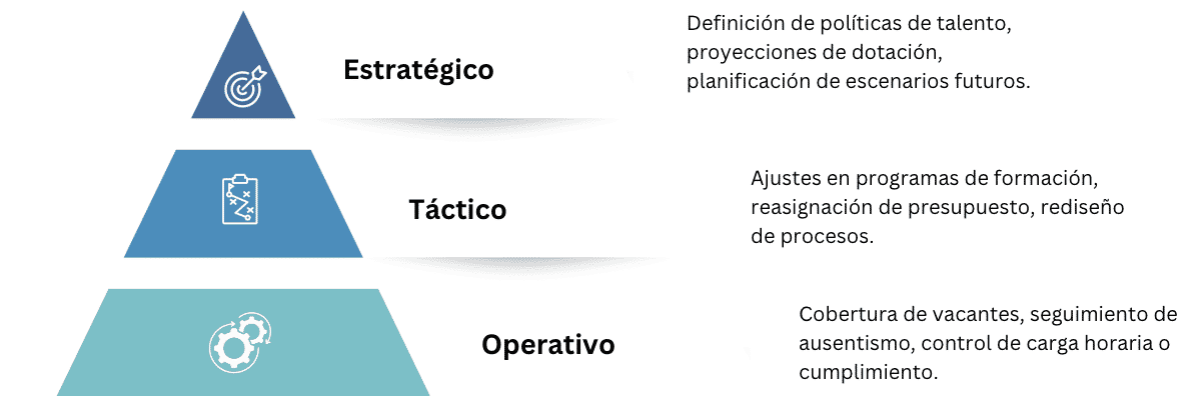 Definición de políticas de talento,
proyecciones de dotación,
planificación de escenarios futuros.
Estratégico
Ajustes en programas de formación,
reasignación de presupuesto, rediseño
de procesos.
Táctico
Cobertura de vacantes, seguimiento de
ausentismo, control de carga horaria o
cumplimiento.
Operativo